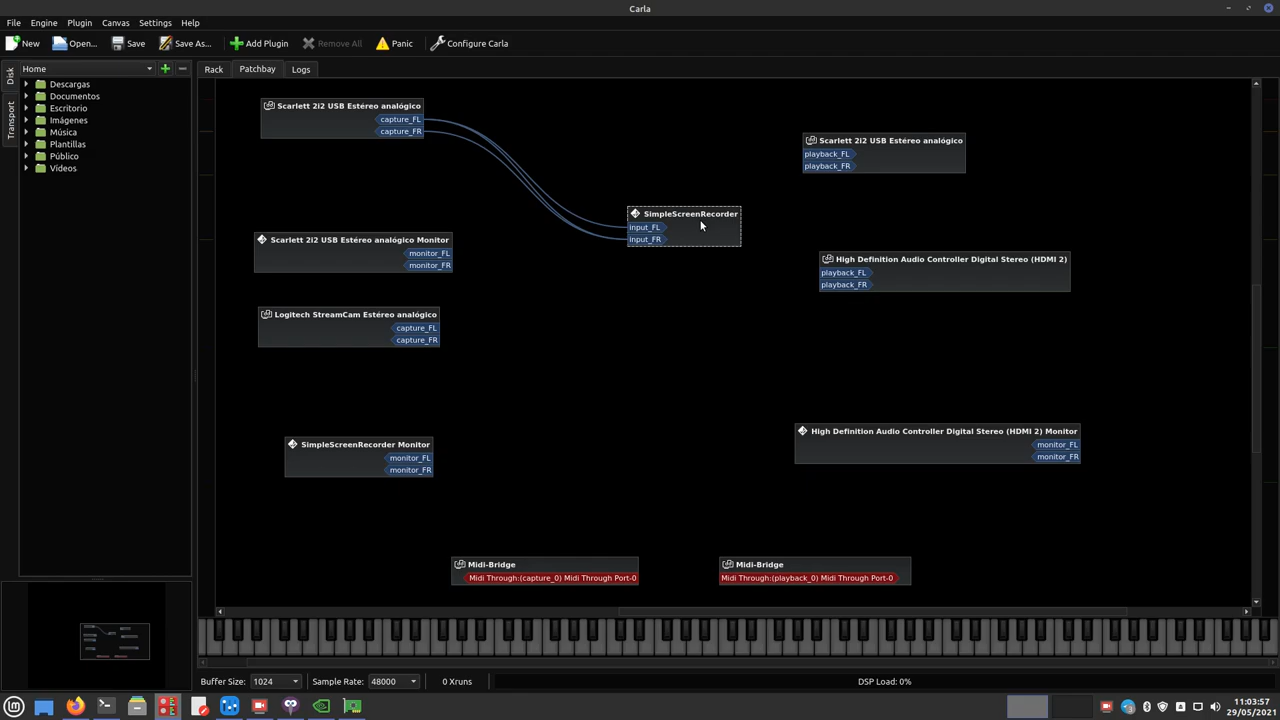 Carla
File Engine Plugin Canvas Settings Help
New Open... Save Save As... Add Plugin Remove All Panic Configure Carla
Disk
Transport
Home
Descargas
Documentos
Escritorio
Imágenes
Música
Plantillas
Público
Vídeos
Rack Patchbay Logs
Scarlett 2i2 USB Estéreo analógico
capture_FL
capture_FR
Scarlett 2i2 USB Estéreo analógico
playback_FL
playback_FR
SimpleScreenRecorder
input_FL
input_FR
Scarlett 2i2 USB Estéreo analógico Monitor
monitor_FL
monitor_FR
High Definition Audio Controller Digital Stereo (HDMI 2)
playback_FL
playback_FR
Logitech StreamCam Estéreo analógico
capture_FL
capture_FR
SimpleScreenRecorder Monitor
monitor_FL
monitor_FR
High Definition Audio Controller Digital Stereo (HDMI 2) Monitor
monitor_FL
monitor_FR
Midi-Bridge
Midi Through:(capture_0) Midi Through Port-0
Midi-Bridge
Midi Through:(playback_0) Midi Through Port-0
Buffer Size: 1024 Sample Rate: 48000 0 Xruns DSP Load: 0%
11:03:57
29/05/2021